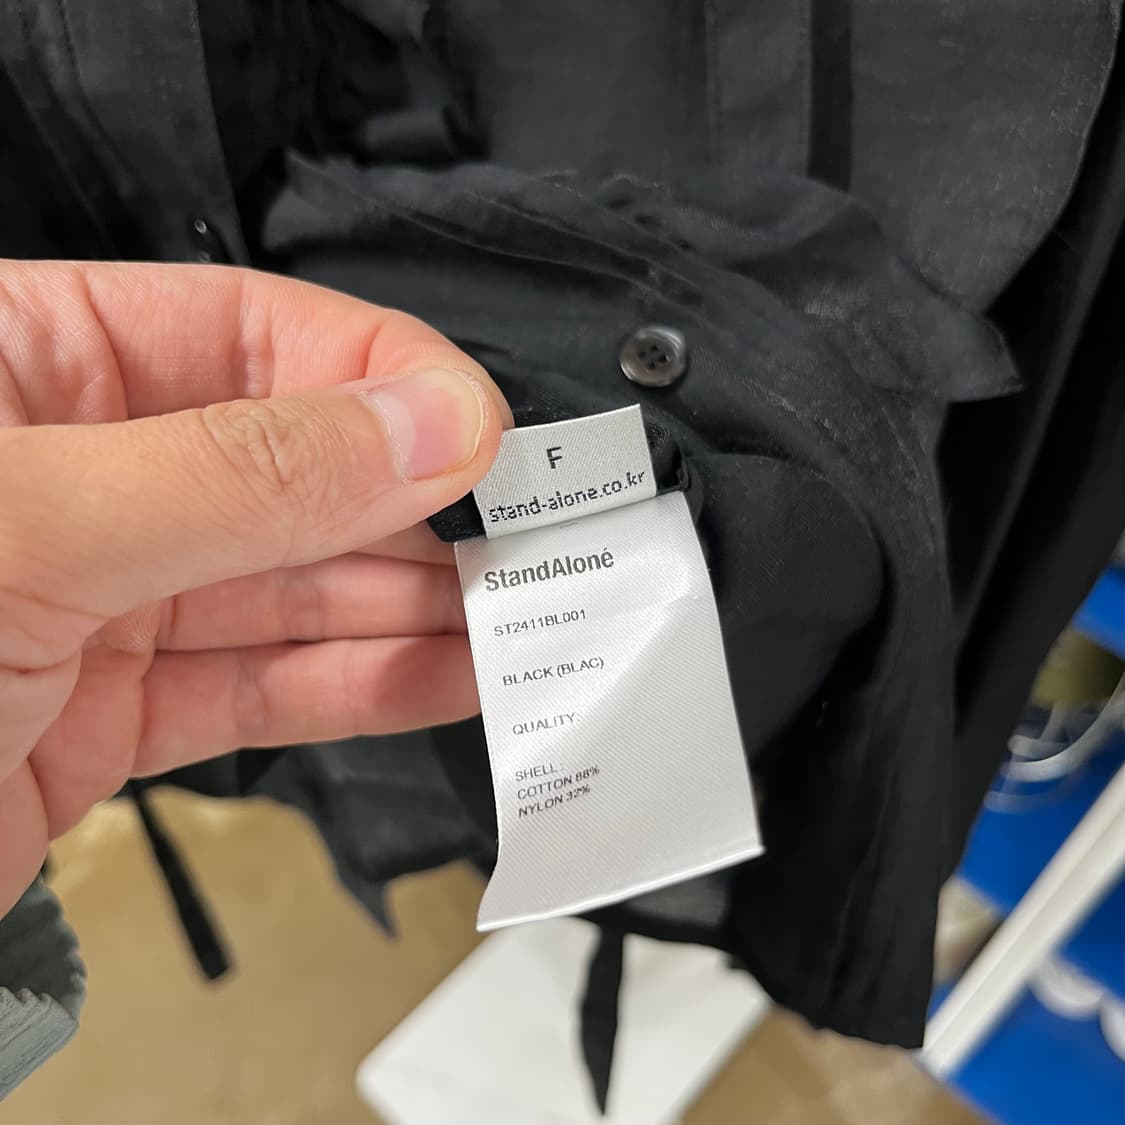 F
stand-alone.co.kr
StandAloné
ST2411BL001
BLACK (BLAC)
QUALITY:
SHELL :
COTTON 68%
NYLON 32%